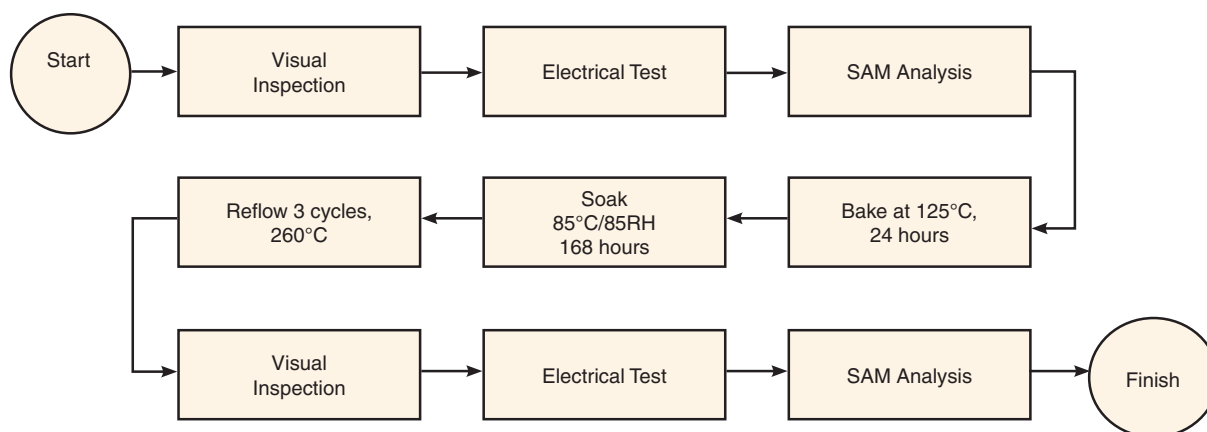 Start
Visual
Inspection
Electrical Test
SAM Analysis
Bake at 125°C,
24 hours
Soak
85°C/85RH
168 hours
Reflow 3 cycles,
260°C
Visual
Inspection
Electrical Test
SAM Analysis
Finish